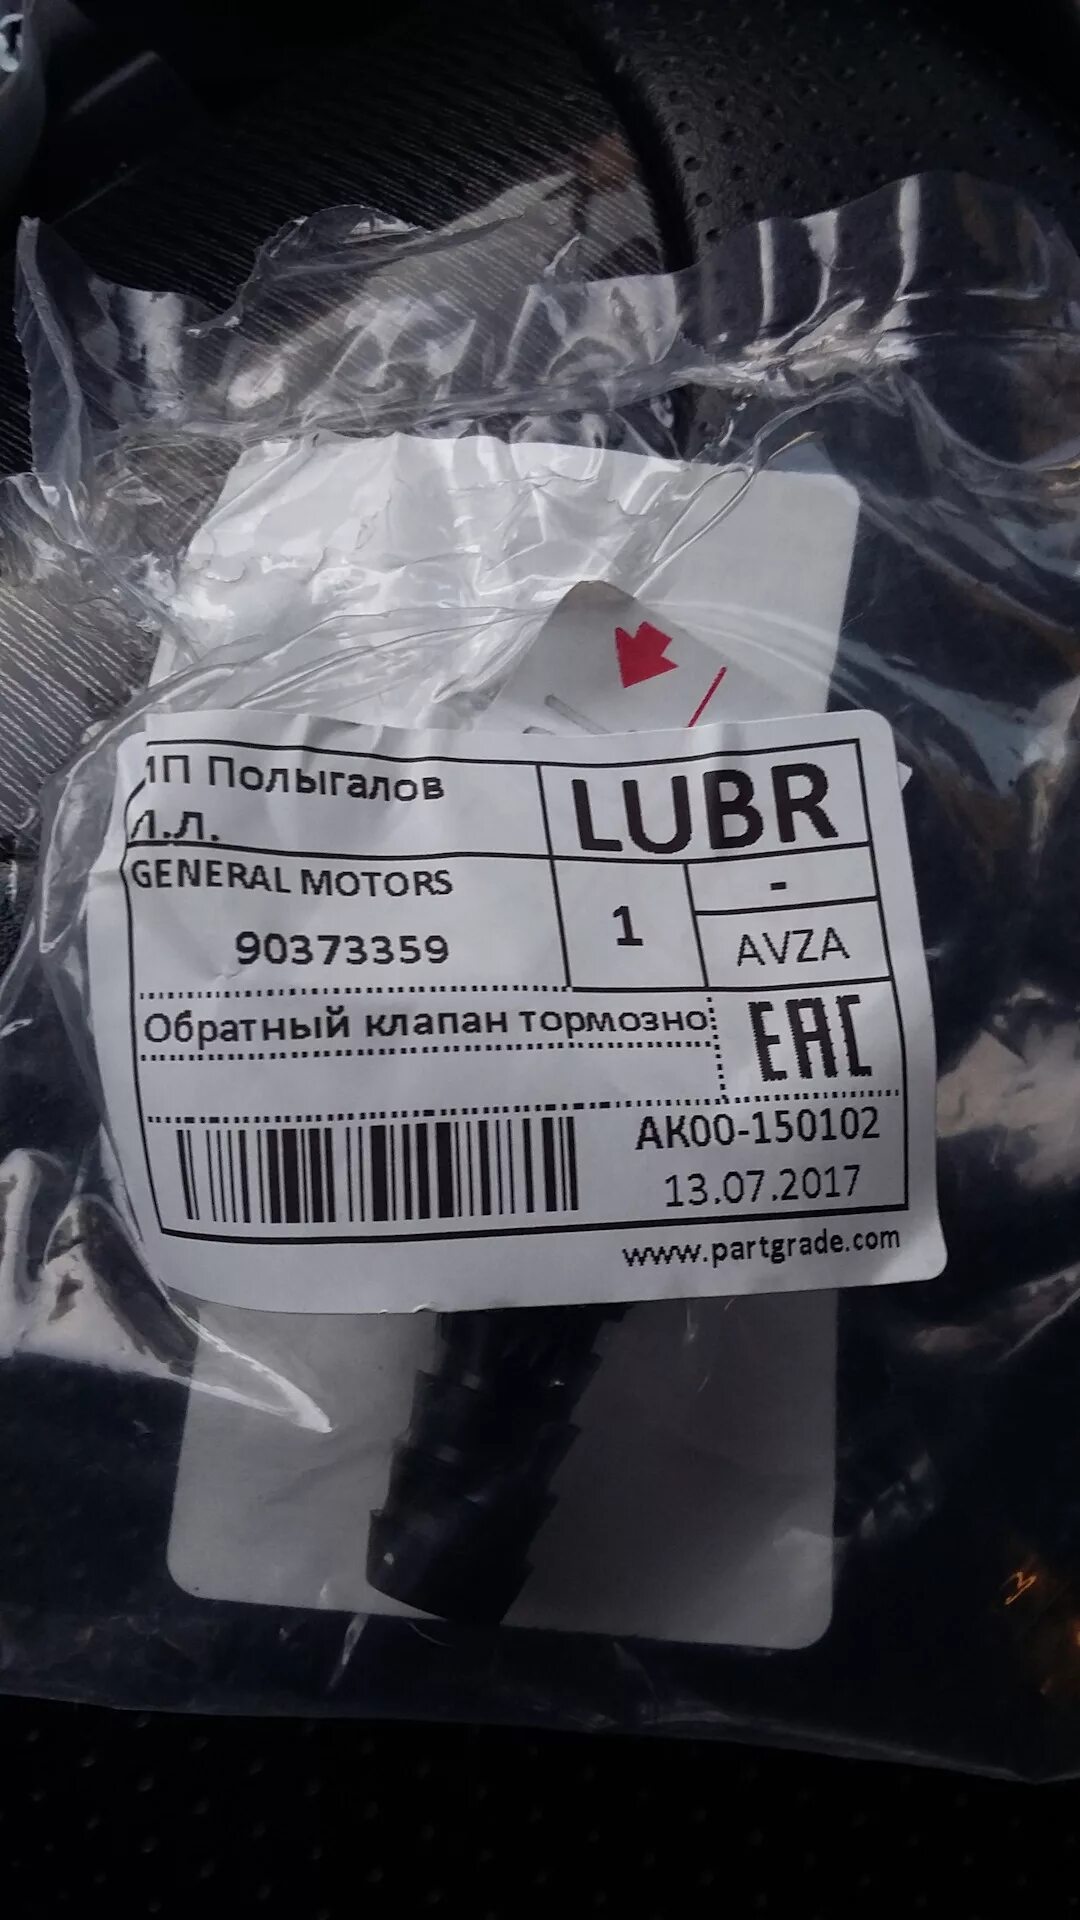 ИП Полыгалов
Л.Л.
LUBR
GENERAL MOTORS
90373359
1
-
AVZA
Обратный клапан тормозно
EAC
AK00-150102
13.07.2017
www.partgrade.com